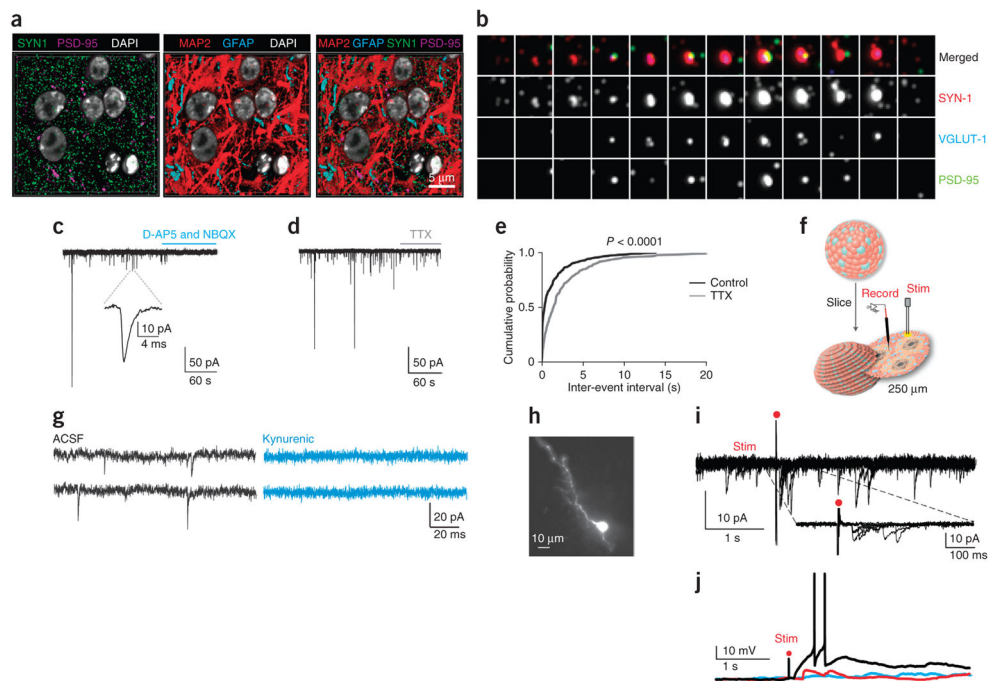 a
SYN1 PSD-95 DAPI
MAP2 GFAP DAPI
MAP2 GFAP SYN1 PSD-95
5 µm
b
Merged
SYN-1
VGLUT-1
PSD-95
c
D-AP5 and NBQX
10 pA
4 ms
50 pA
60 s
d
TTX
50 pA
60 s
e
P < 0.0001
Cumulative probability
1.0
0.5
0
Control
TTX
0 5 10 15 20
Inter-event interval (s)
f
Slice
Record
Stim
250 µm
g
ACSF
Kynurenic
20 pA
20 ms
h
10 µm
i
Stim
10 pA
1 s
10 pA
100 ms
j
Stim
10 mV
1 s